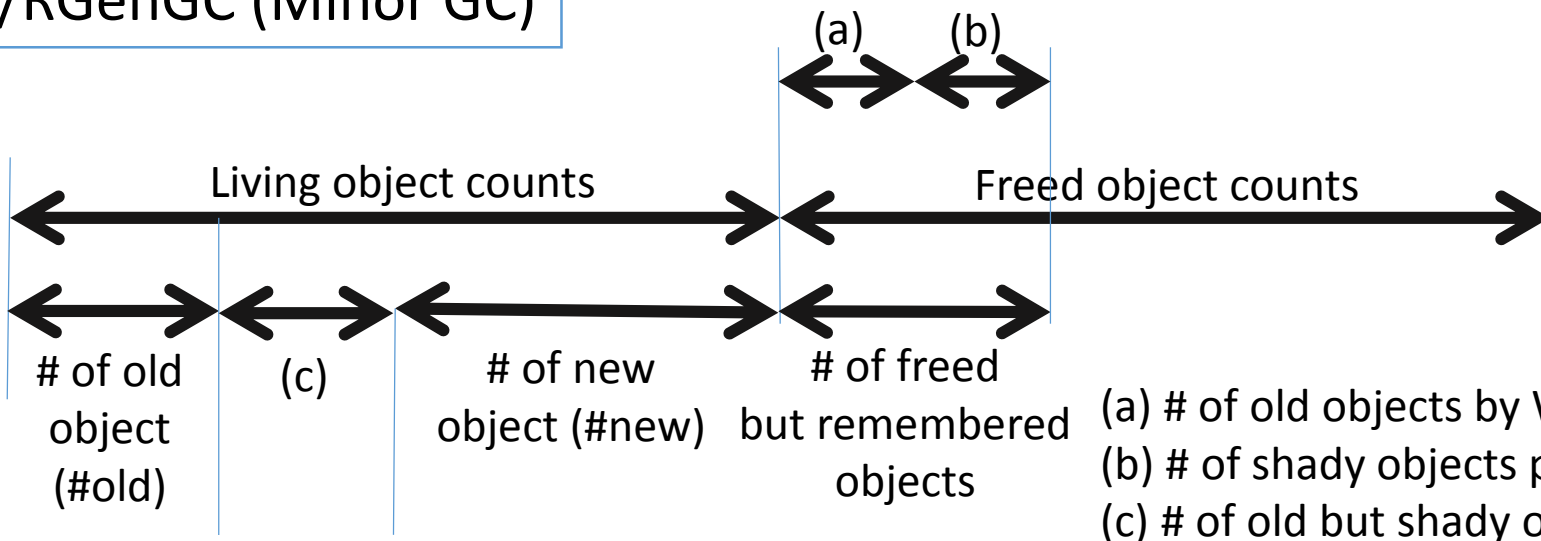 /RGenGC (Minor GC)
(a) (b)
Living object counts
Freed object counts
# of old
object
(#old)
(c)
# of new
object (#new)
# of freed
but remembered
objects
(a) # of old objects by
(b) # of shady objects
(c) # of old but shady